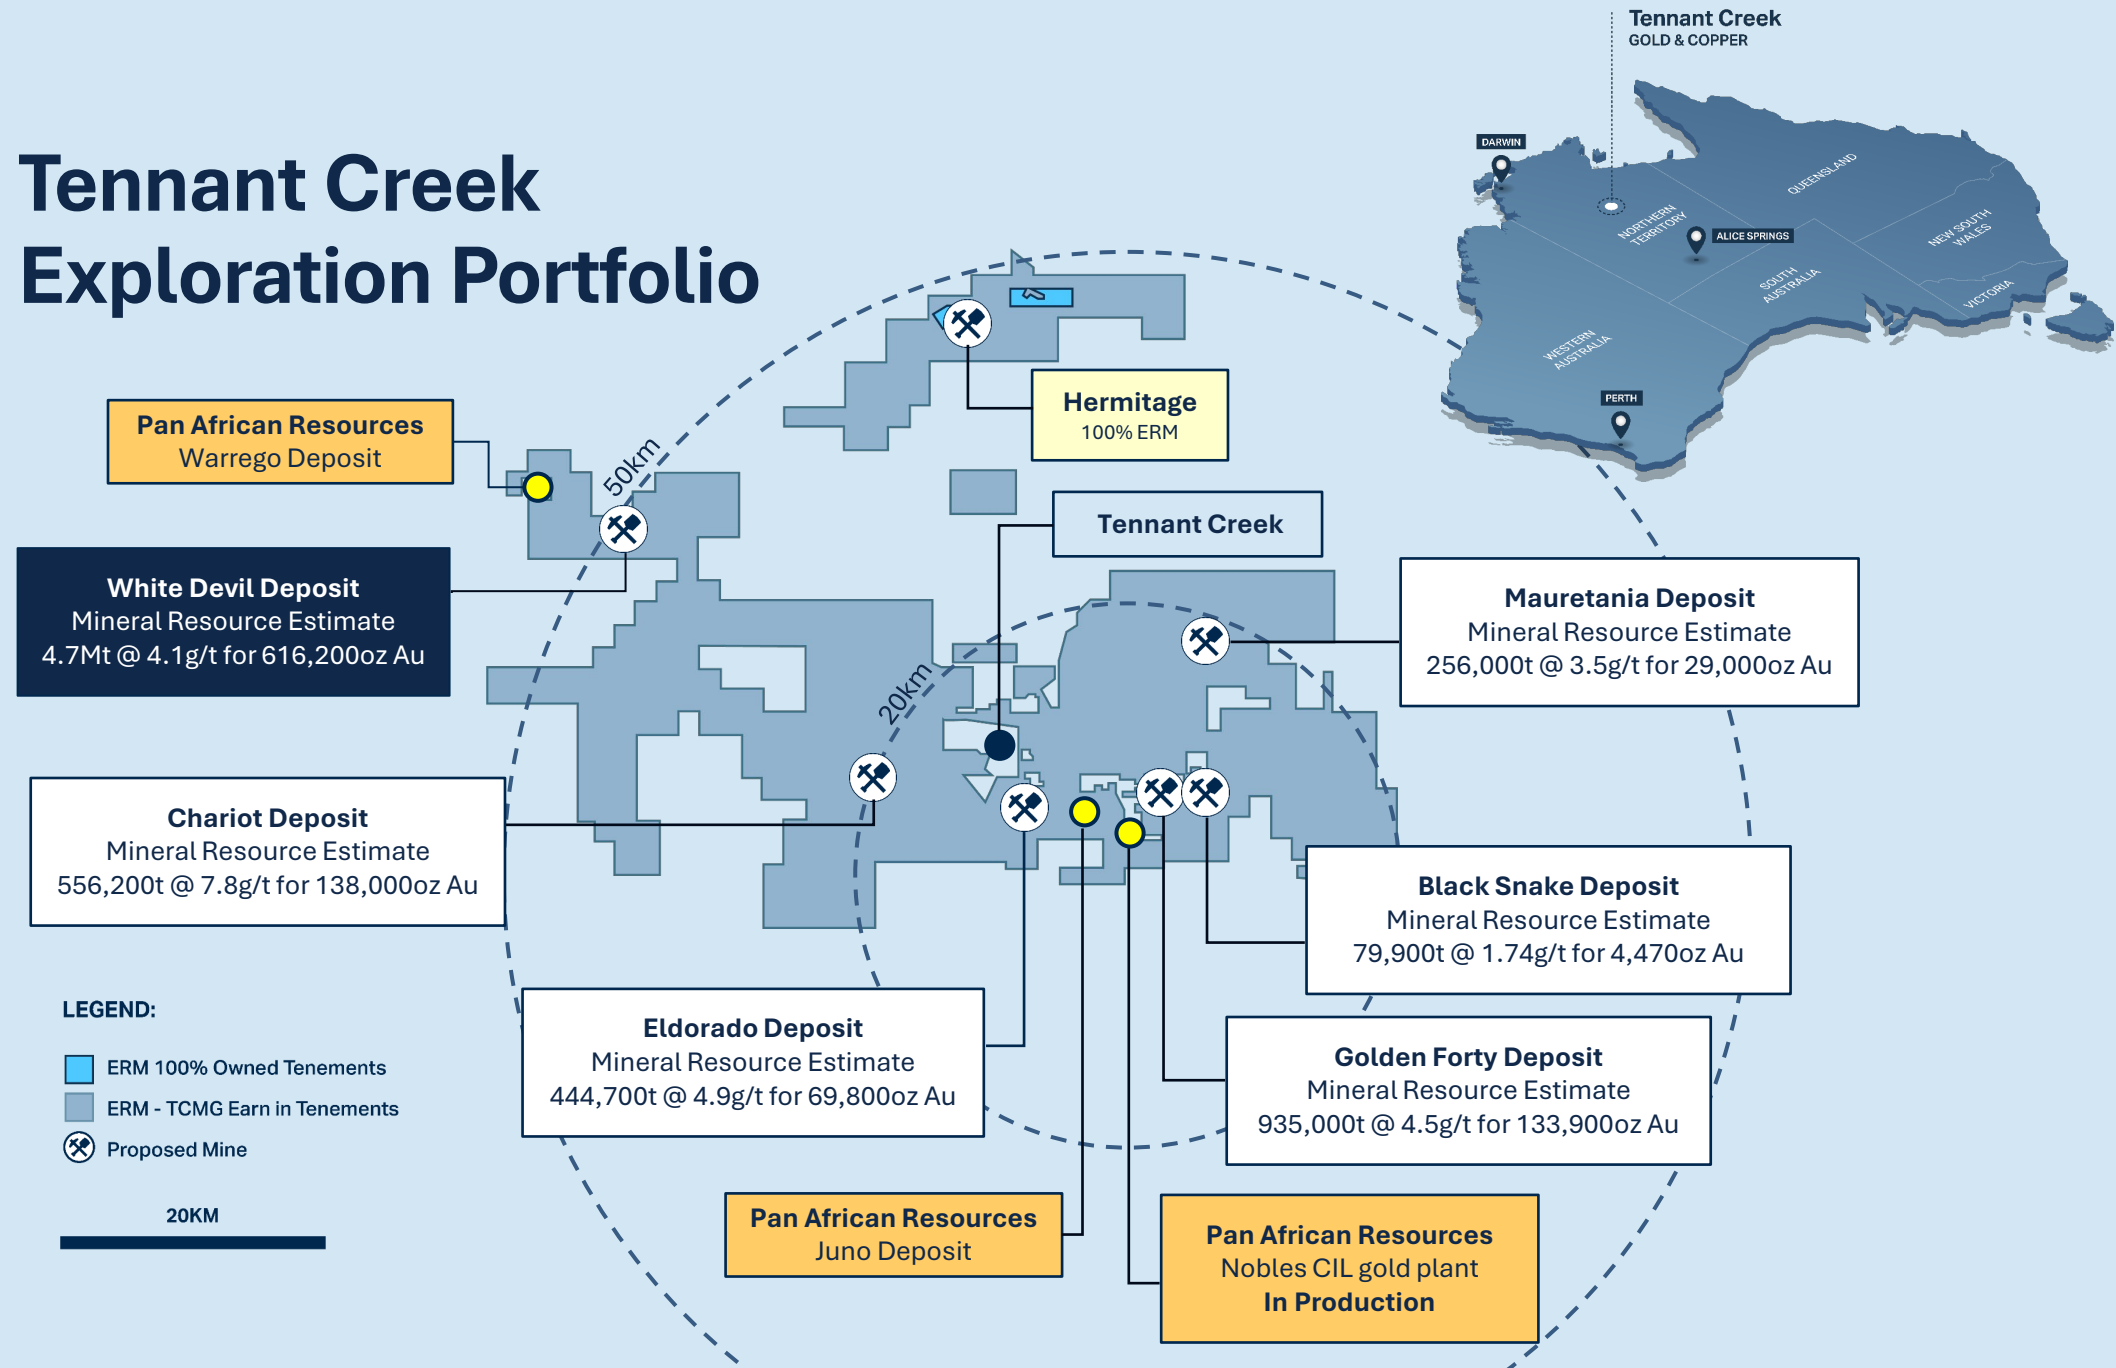 Tennant Creek
GOLD & COPPER
DARWIN
QUEENSLAND
NORTHERN
TERRITORY
ALICE SPRINGS
NEW SOUTH
WALES
SOUTH
AUSTRALIA
VICTORIA
WESTERN
AUSTRALIA
PERTH
Tennant Creek
Exploration Portfolio
Hermitage
100% ERM
Pan African Resources
Warrego Deposit
50km
Tennant Creek
White Devil Deposit
Mineral Resource Estimate
4.7Mt @ 4.1g/t for 616,200oz Au
Mauretania Deposit
Mineral Resource Estimate
256,000t @ 3.5g/t for 29,000oz Au
20km
Chariot Deposit
Mineral Resource Estimate
556,200t @ 7.8g/t for 138,000oz Au
Black Snake Deposit
Mineral Resource Estimate
79,900t @ 1.74g/t for 4,470oz Au
Eldorado Deposit
Mineral Resource Estimate
444,700t @ 4.9g/t for 69,800oz Au
Golden Forty Deposit
Mineral Resource Estimate
935,000t @ 4.5g/t for 133,900oz Au
LEGEND:
ERM 100% Owned Tenements
ERM - TCMG Earn in Tenements
Proposed Mine
20KM
Pan African Resources
Juno Deposit
Pan African Resources
Nobles CIL gold plant
In Production